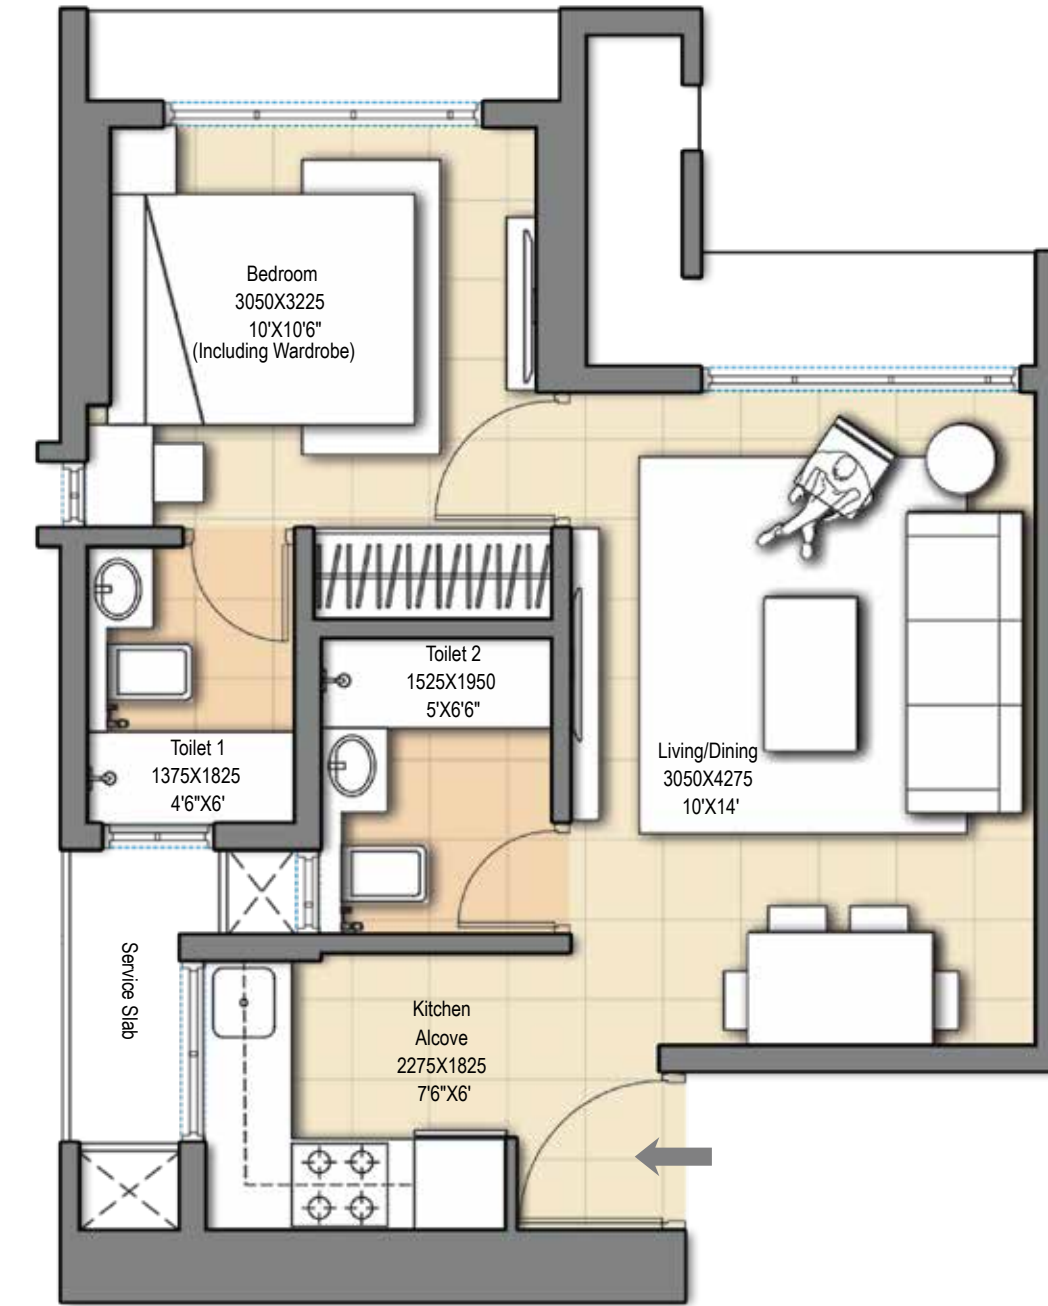 Bedroom
3050X3225
10'X10'6"
(Including Wardrobe)
Toilet 2
1525X1950
5'X6'6"
Toilet 1
1375X1825
4'6"X6'
Living/Dining
3050X4275
10'X14'
Service Slab
Kitchen
Alcove
2275X1825
7'6"X6'